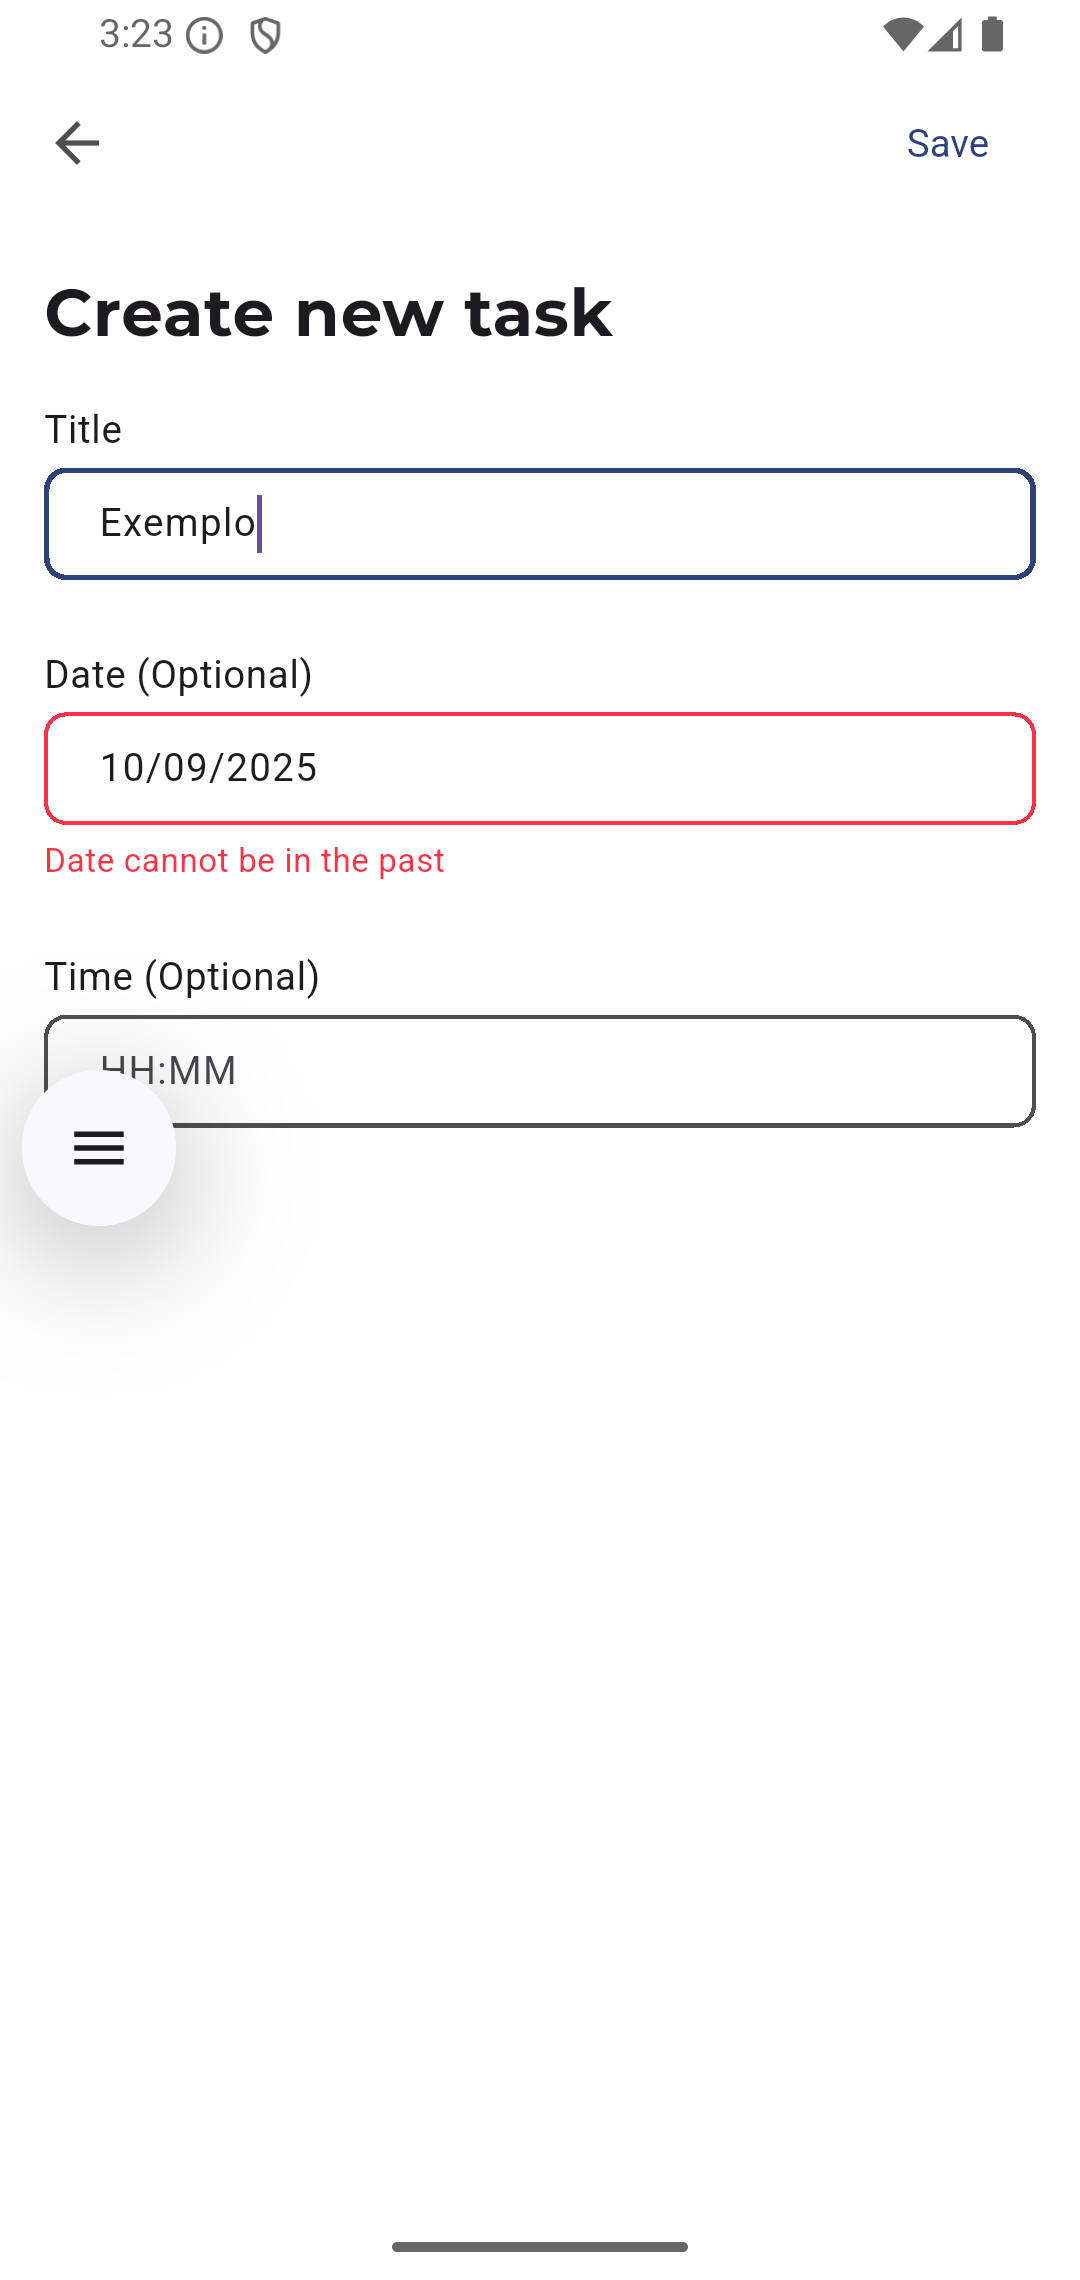 3:23
Save
Create new task
Title
Exemplo
Date (Optional)
10/09/2025
Date cannot be in the past
Time (Optional)
HH:MM